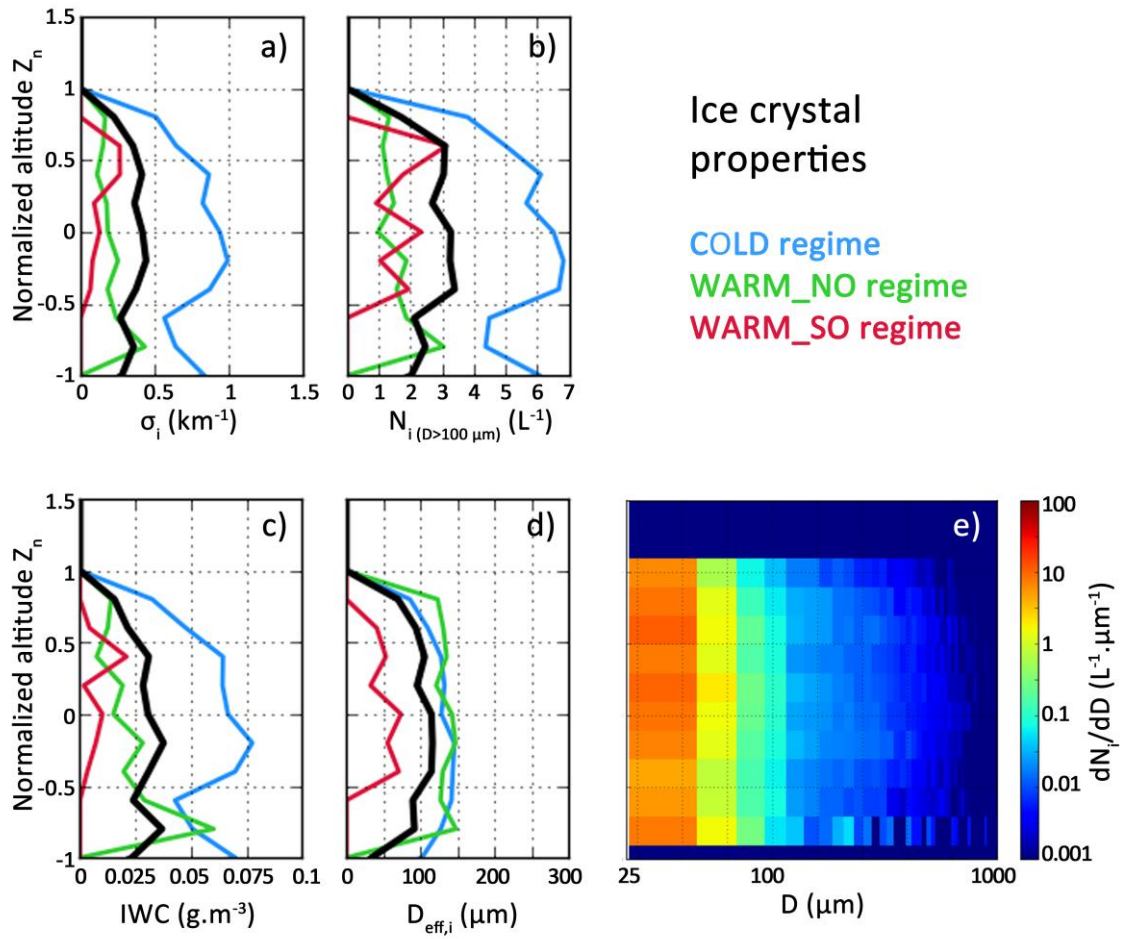 1.5
1
0.5
0
-0.5
-1
Normalized altitude Zn
a)
0
0.5
1
1.5
σi (km-1)
b)
0 1 2 3 4 5 6 7
Ni (D>100 μm) (L-1)
Ice crystal
properties
COLD regime
WARM_NO regime
WARM_SO regime
1.5
1
0.5
0
-0.5
-1
Normalized altitude Zn
c)
0 0.025 0.05 0.075 0.1
IWC (g.m-3)
d)
0 100 200 300
Deff,i (μm)
e)
25 100 1000
D (μm)
100
10
1
0.1
0.01
0.001
dNi/dD (L-1.μm-1)